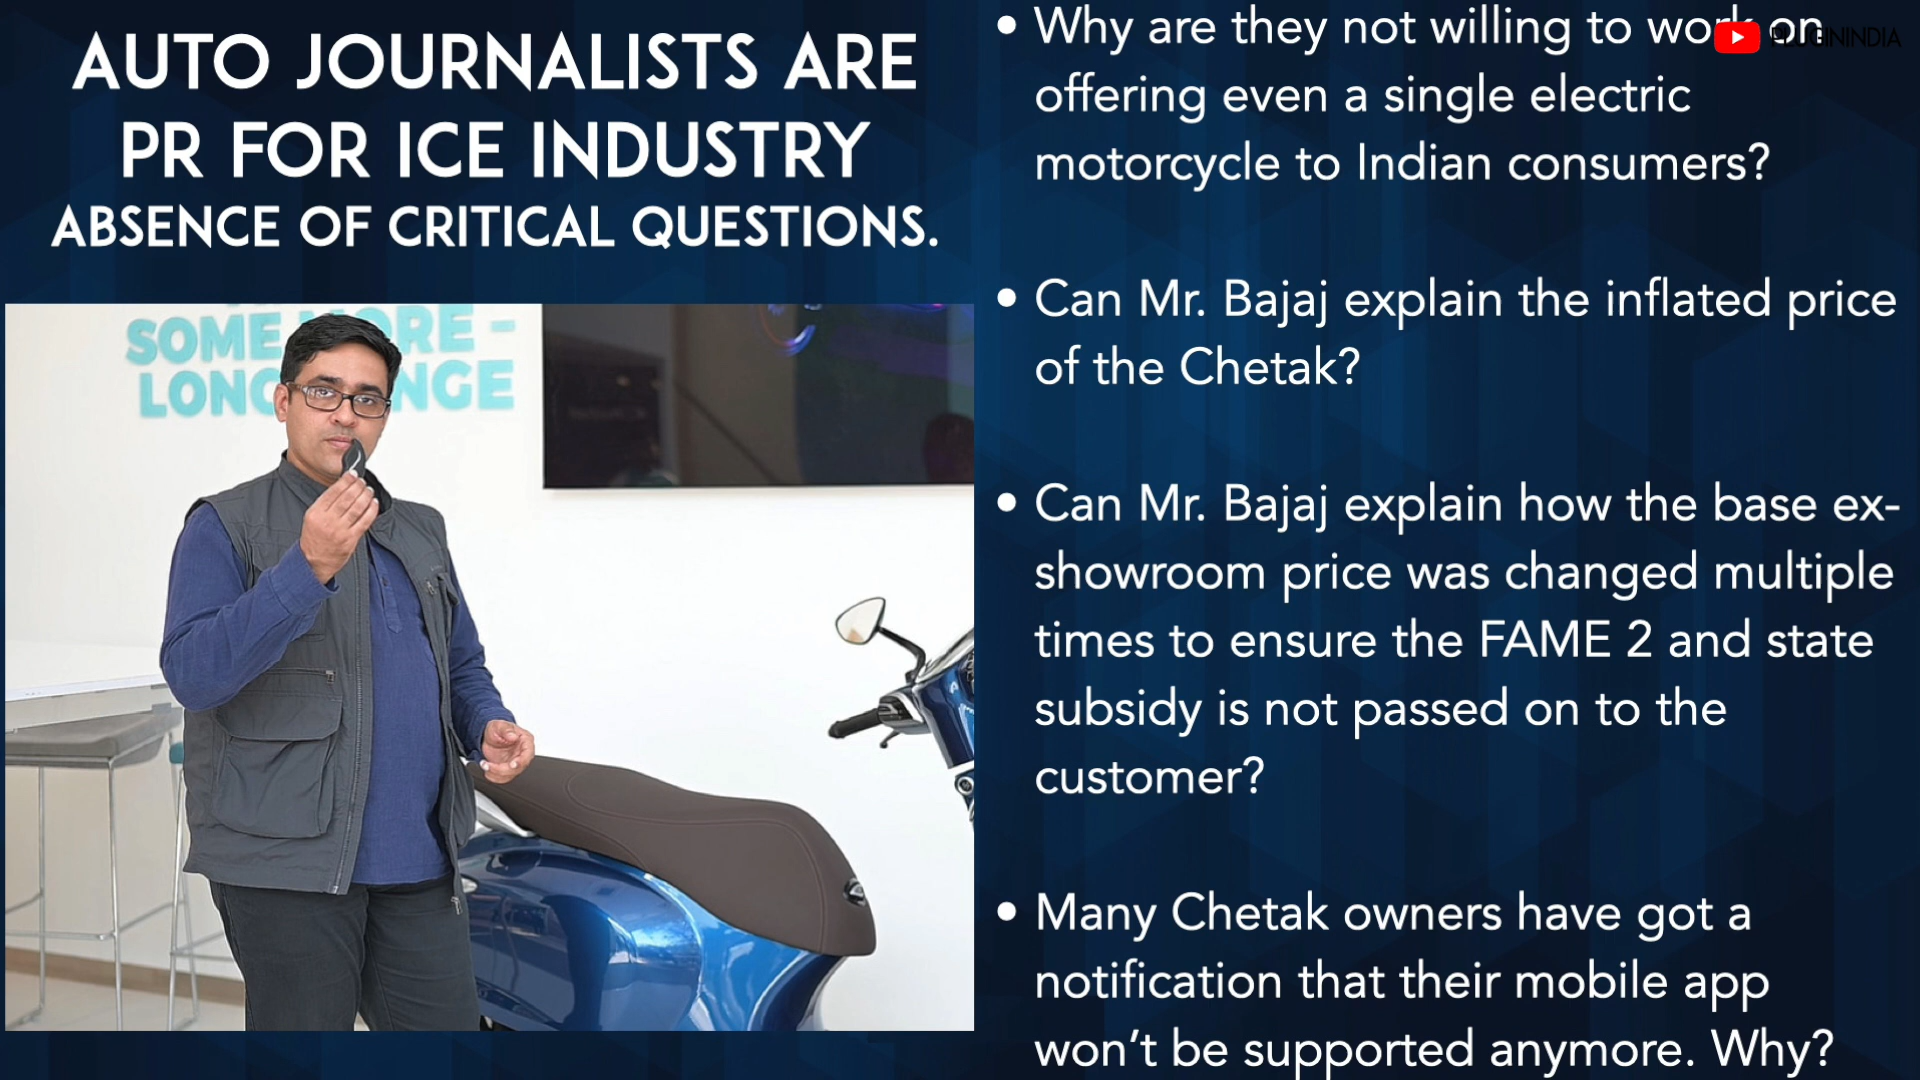 AUTO JOURNALISTS ARE
PR FOR ICE INDUSTRY
ABSENCE OF CRITICAL QUESTIONS.
SOME MORE -
LONG
NGE
• Why are they not willing to work on
offering even a single electric
motorcycle to Indian consumers?
• Can Mr. Bajaj explain the inflated price
of the Chetak?
• Can Mr. Bajaj explain how the base ex-
showroom price was changed multiple
times to ensure the FAME 2 and state
subsidy is not passed on to the
customer?
• Many Chetak owners have got a
notification that their mobile app
won't be supported anymore. Why?
PLUGININDIA